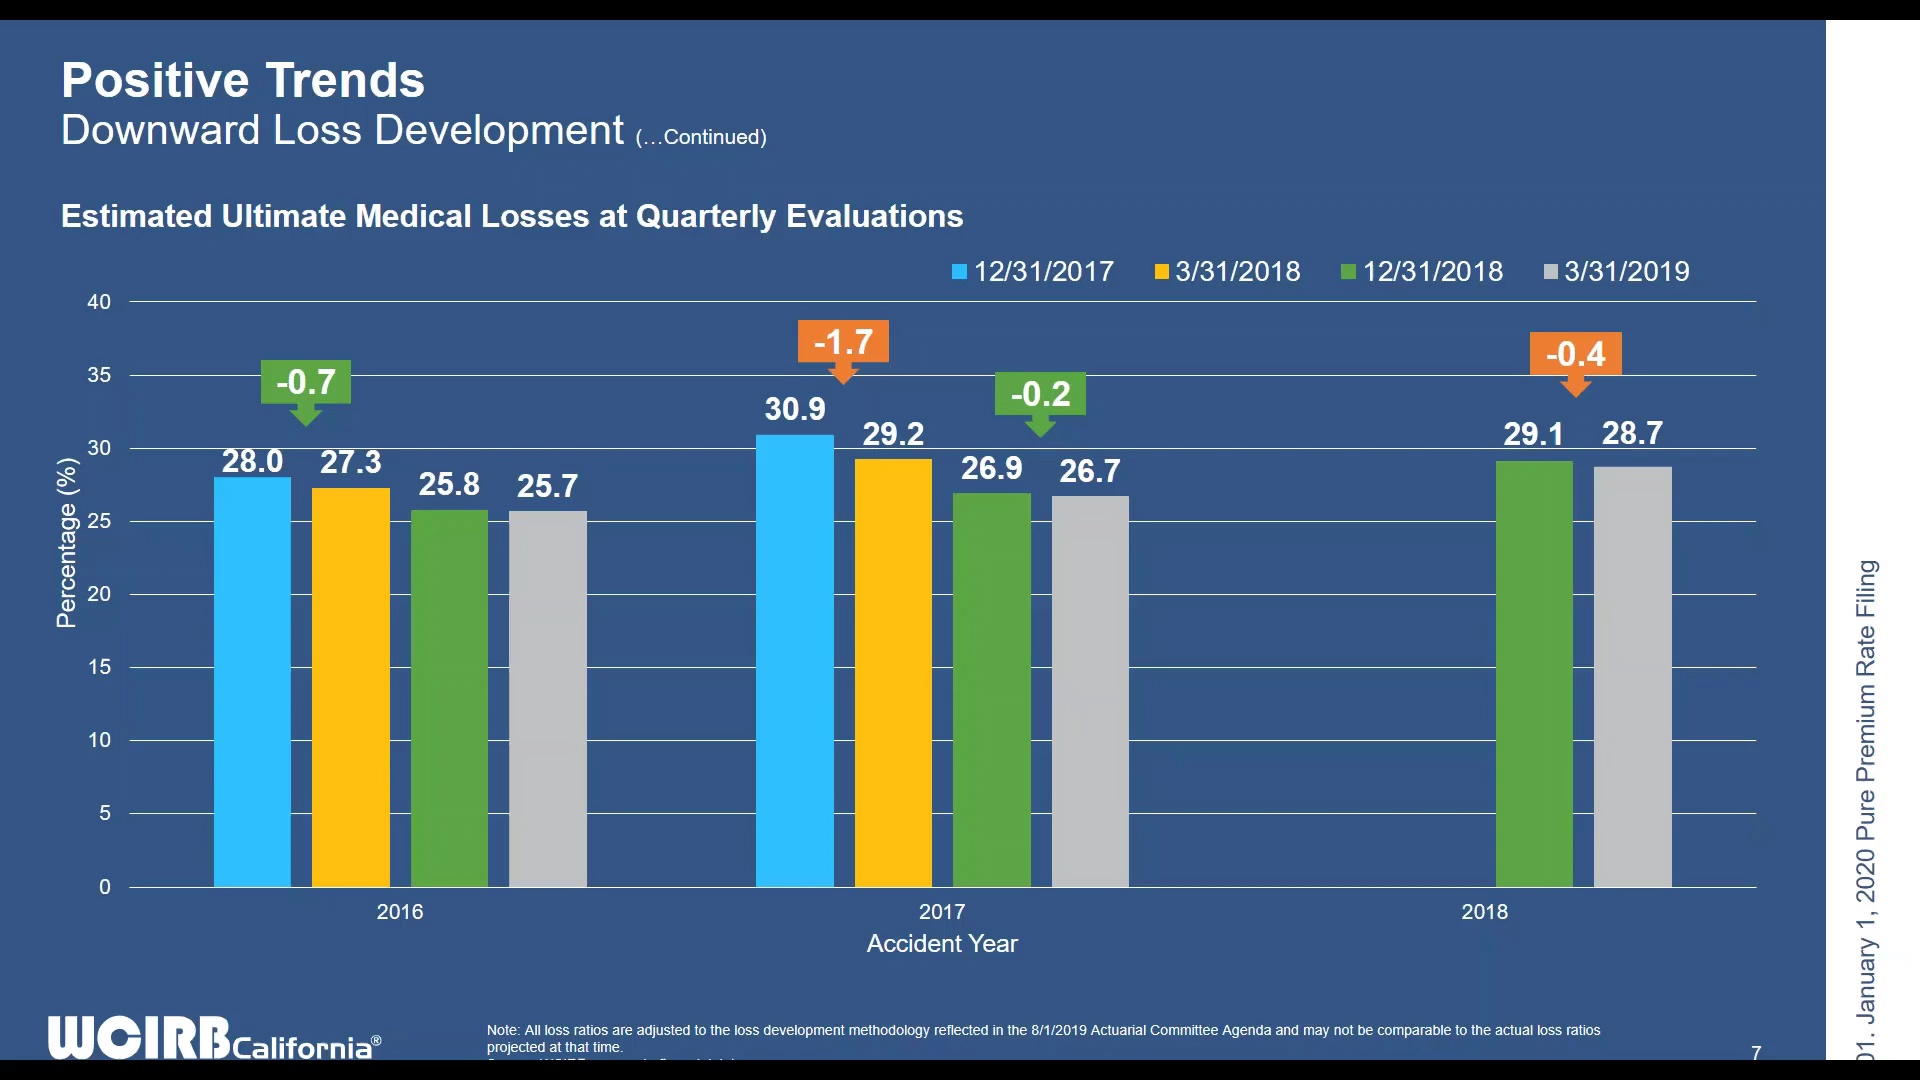 Positive Trends
Downward Loss Development (…Continued)
Estimated Ultimate Medical Losses at Quarterly Evaluations
12/31/2017 3/31/2018 12/31/2018 3/31/2019
40
35
30
25
20
15
10
5
0
Percentage (%)
-0.7
28.0 27.3 25.8 25.7
-1.7
-0.2
30.9 29.2 26.9 26.7
-0.4
29.1 28.7
2016 2017 2018
Accident Year
WCIRB California®
Note: All loss ratios are adjusted to the loss development methodology reflected in the 8/1/2019 Actuarial Committee Agenda and may not be comparable to the actual loss ratios
projected at that time.
7
01. January 1, 2020 Pure Premium Rate Filing